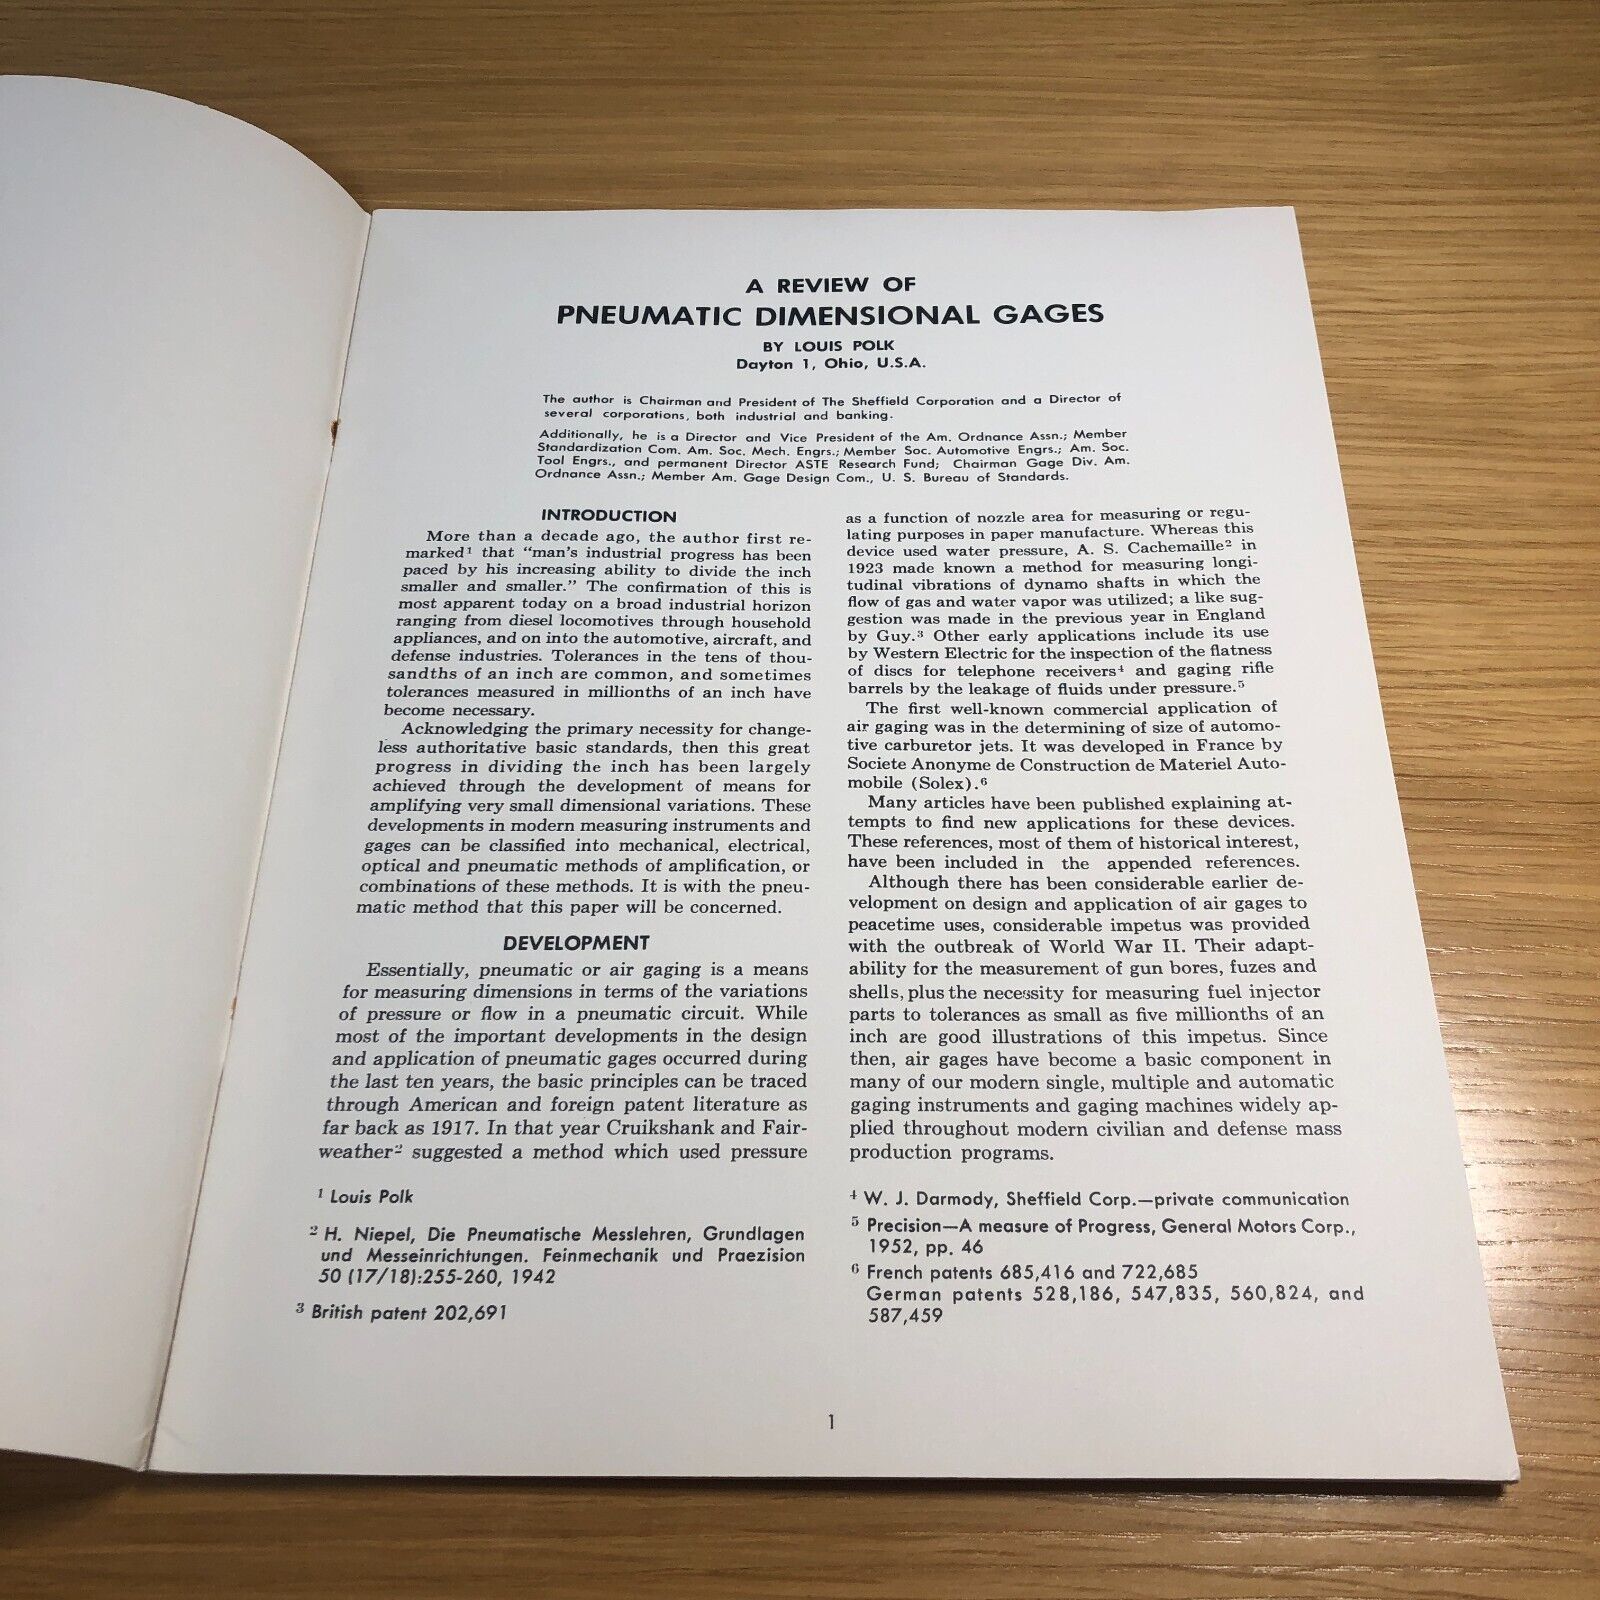 A REVIEW OF
PNEUMATIC DIMENSIONAL GAGES
BY LOUIS POLK
Dayton 1, Ohio, U.S.A.
The author is Chairman and President of The Sheffield Corporation and a Director of
several corporations, both industrial and banking.
Additionally, he is a Director and Vice President of the Am. Ordnance Assn.; Member
Standardization Com. Am. Soc. Mech. Engrs.; Member Soc. Automotive Engrs.; Am. Soc.
Tool Engrs., and permanent Director ASTE Research Fund; Chairman Gage Div. Am.
Ordnance Assn.; Member Am. Gage Design Com., U. S. Bureau of Standards.
INTRODUCTION
More than a decade ago, the author first re-
marked¹ that "man's industrial progress has been
paced by his increasing ability to divide the inch
smaller and smaller." The confirmation of this is
most apparent today on a broad industrial horizon
ranging from diesel locomotives through household
appliances, and on into the automotive, aircraft, and
defense industries. Tolerances in the tens of thou-
sandths of an inch are common, and sometimes
tolerances measured in millionths of an inch have
become necessary.
Acknowledging the primary necessity for change-
less authoritative basic standards, then this great
progress in dividing the inch has been largely
achieved through the development of means for
amplifying very small dimensional variations. These
developments in modern measuring instruments and
gages can be classified into mechanical, electrical,
optical and pneumatic methods of amplification, or
combinations of these methods. It is with the pneu-
matic method that this paper will be concerned.
DEVELOPMENT
Essentially, pneumatic or air gaging is a means
for measuring dimensions in terms of the variations
of pressure or flow in a pneumatic circuit. While
most of the important developments in the design
and application of pneumatic gages occurred during
the last ten years, the basic principles can be traced
through American and foreign patent literature as
far back as 1917. In that year Cruikshank and Fair-
weather² suggested a method which used pressure
¹ Louis Polk
² H. Niepel, Die Pneumatische Messlehren, Grundlagen
und Messeinrichtungen. Feinmechanik und Praezision
50 (17/18):255-260, 1942
³ British patent 202,691
as a function of nozzle area for measuring or regu-
lating purposes in paper manufacture. Whereas this
device used water pressure, A. S. Cachemaille² in
1923 made known a method for measuring longi-
tudinal vibrations of dynamo shafts in which the
flow of gas and water vapor was utilized; a like sug-
gestion was made in the previous year in England
by Guy.³ Other early applications include its use
by Western Electric for the inspection of the flatness
of discs for telephone receivers⁴ and gaging rifle
barrels by the leakage of fluids under pressure.⁵
The first well-known commercial application of
air gaging was in the determining of size of automo-
tive carburetor jets. It was developed in France by
Societe Anonyme de Construction de Materiel Auto-
mobile (Solex).⁶
Many articles have been published explaining at-
tempts to find new applications for these devices.
These references, most of them of historical interest,
have been included in the appended references.
Although there has been considerable earlier de-
velopment on design and application of air gages to
peacetime uses, considerable impetus was provided
with the outbreak of World War II. Their adapt-
ability for the measurement of gun bores, fuzes and
shells, plus the necessity for measuring fuel injector
parts to tolerances as small as five millionths of an
inch are good illustrations of this impetus. Since
then, air gages have become a basic component in
many of our modern single, multiple and automatic
gaging instruments and gaging machines widely ap-
plied throughout modern civilian and defense mass
production programs.
⁴ W. J. Darmody, Sheffield Corp.—private communication
⁵ Precision—A measure of Progress, General Motors Corp.,
1952, pp. 46
⁶ French patents 685,416 and 722,685
German patents 528,186, 547,835, 560,824, and
587,459
1